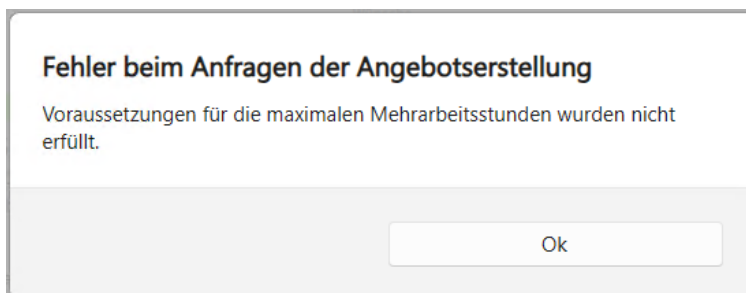 Fehler beim Anfragen der Angebotserstellung
Voraussetzungen für die maximalen Mehrarbeitsstunden wurden nicht
erfüllt.
Ok